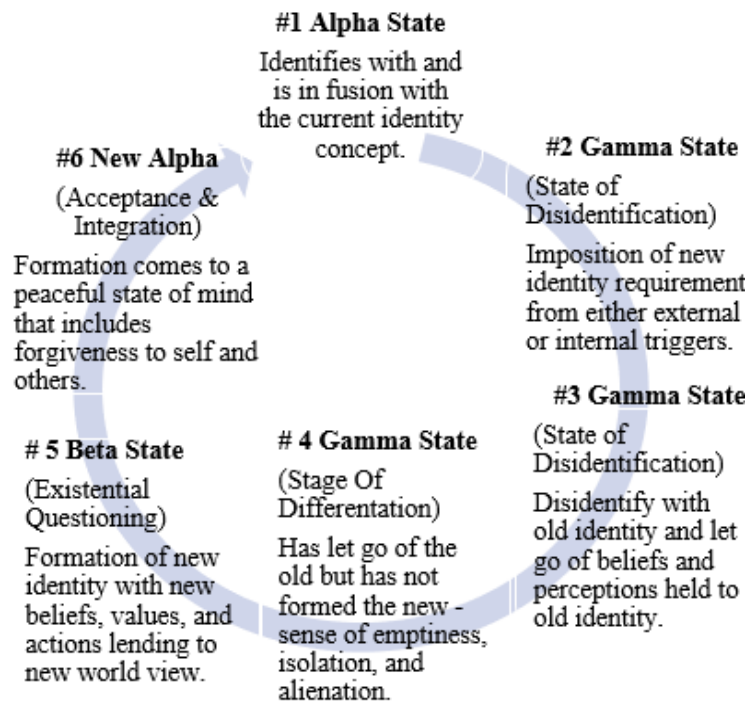 #1 Alpha State
Identifies with and
is in fusion with
the current identity
concept.
#2 Gamma State
(State of
Disidentification)
Imposition of new
identity requirement
from either external
or internal triggers.
#3 Gamma State
(State of
Disidentification)
Disidentify with
old identity and let
go of beliefs and
perceptions held to
old identity.
# 4 Gamma State
(Stage Of
Differentation)
Has let go of the
old but has not
formed the new -
sense of emptiness,
isolation, and
alienation.
# 5 Beta State
(Existential
Questioning)
Formation of new
identity with new
beliefs, values, and
actions lending to
new world view.
#6 New Alpha
(Acceptance &
Integration)
Formation comes to a
peaceful state of mind
that includes
forgiveness to self and
others.